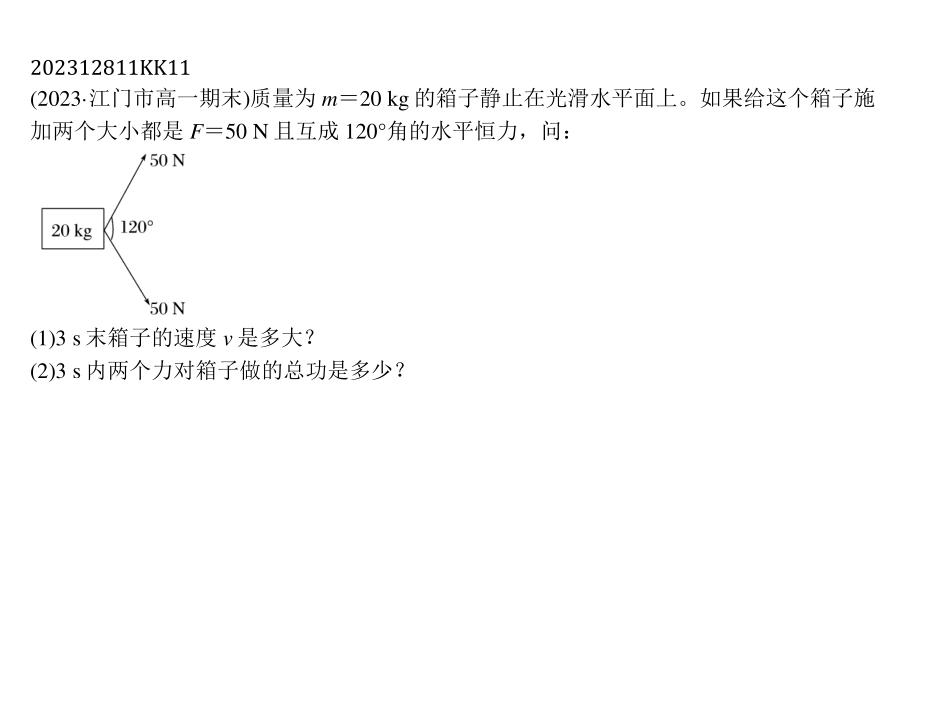 202312811KK11
(2023·江门市高一期末)质量为 m＝20 kg 的箱子静止在光滑水平面上。如果给这个箱子施
加两个大小都是 F＝50 N 且互成 120°角的水平恒力，问：
50 N
20 kg
120°
50 N
(1)3 s 末箱子的速度 v 是多大？
(2)3 s 内两个力对箱子做的总功是多少？